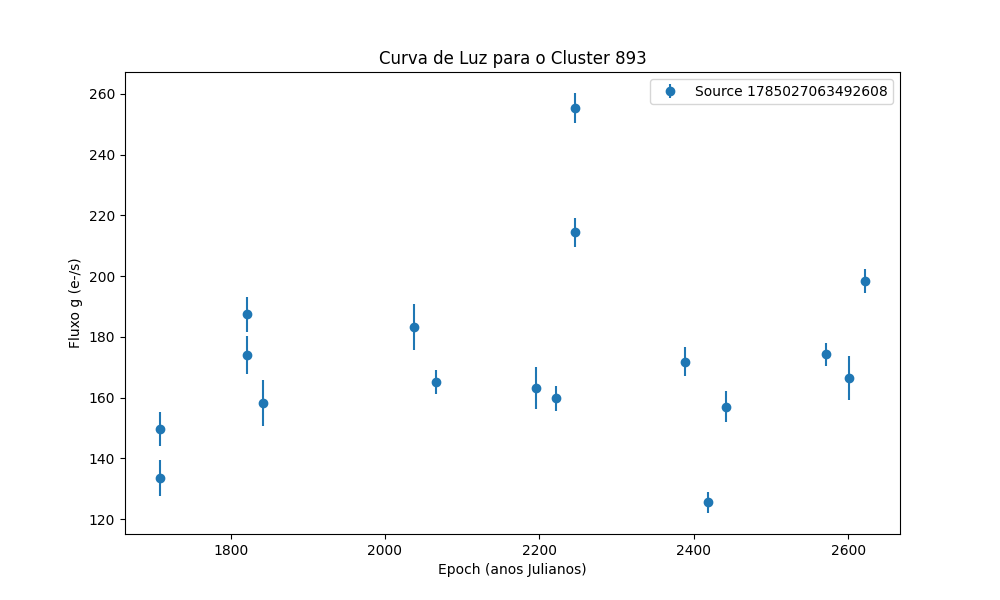 Curva de Luz para o Cluster 893
Source 1785027063492608
Fluxo g (e-/s)
260
240
220
200
180
160
140
120
1800 2000 2200 2400 2600
Epoch (anos Julianos)